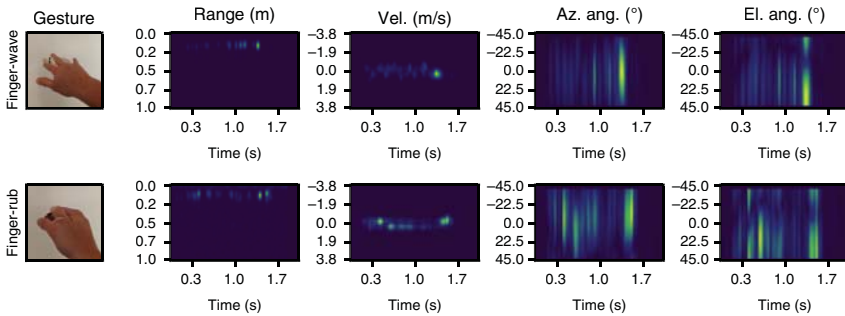 Gesture Range (m) Vel. (m/s) Az. ang. (°) El. ang. (°)
Finger-wave
0.0 −3.8 −45.0 −45.0
0.2 −1.9 −22.5 −22.5
0.5 0.0 0.0 0.0
0.7 1.9 22.5 22.5
1.0 3.8 45.0 45.0
0.3 1.0 1.7 0.3 1.0 1.7 0.3 1.0 1.7 0.3 1.0 1.7
Time (s) Time (s) Time (s) Time (s)
Finger-rub
0.0 −3.8 −45.0 −45.0
0.2 −1.9 −22.5 −22.5
0.5 0.0 0.0 0.0
0.7 1.9 22.5 22.5
1.0 3.8 45.0 45.0
0.3 1.0 1.7 0.3 1.0 1.7 0.3 1.0 1.7 0.3 1.0 1.7
Time (s) Time (s) Time (s) Time (s)